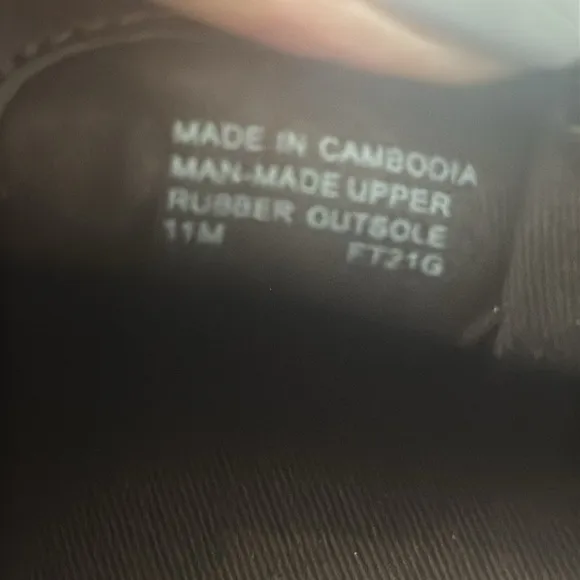 MADE IN CAMBODIA
MAN-MADE UPPER
RUBBER OUTSOLE
11M FT21G